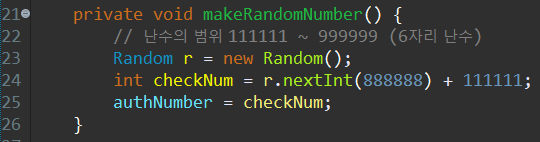 21 private void makeRandomNumber() {
22 // 난수의 범위 111111 ~ 999999 (6자리 난수)
23 Random r = new Random();
24 int checkNum = r.nextInt(888888) + 111111;
25 authNumber = checkNum;
26 }